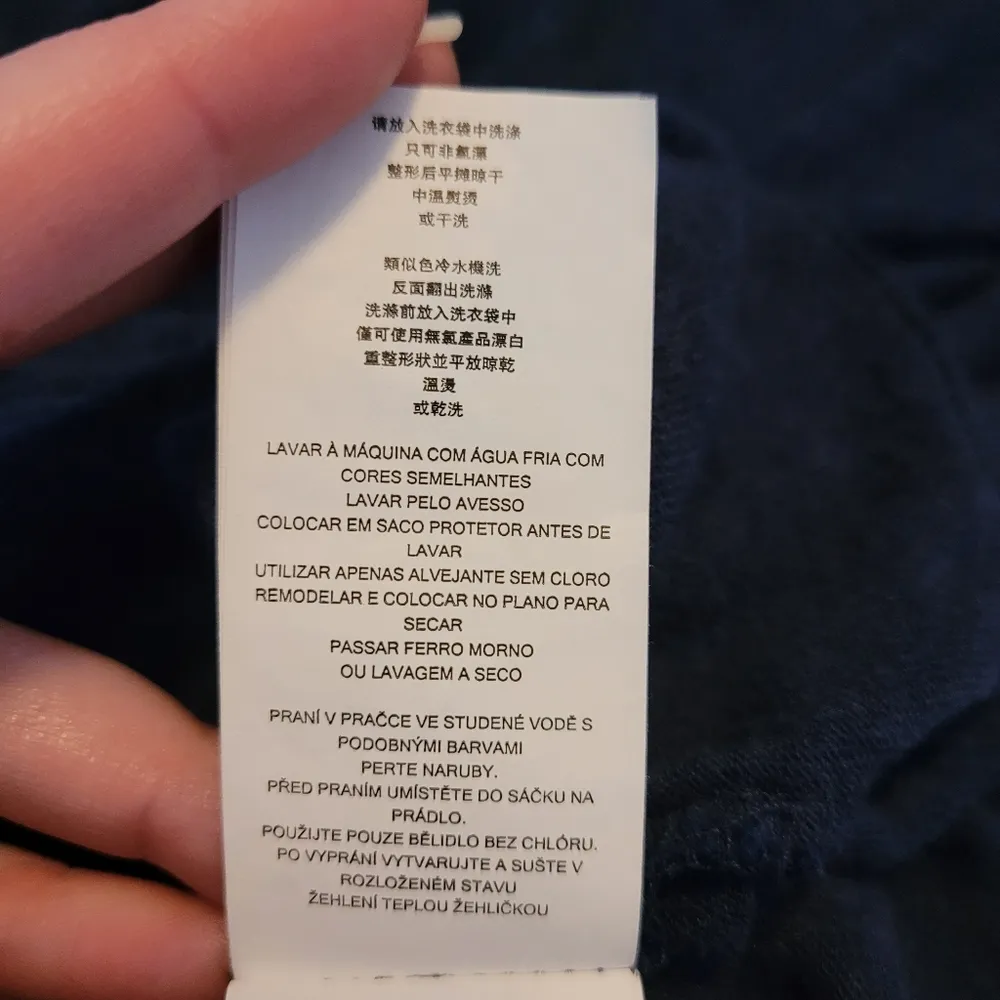 请放入洗衣袋中洗涤
只可非氯漂
整形后平摊晾干
中温熨烫
或干洗
類似色冷水機洗
反面翻出洗滌
洗滌前放入洗衣袋中
僅可使用無氯產品漂白
重整形狀並平放晾乾
溫燙
或乾洗
LAVAR À MÁQUINA COM ÁGUA FRIA COM
CORES SEMELHANTES
LAVAR PELO AVESSO
COLOCAR EM SACO PROTETOR ANTES DE
LAVAR
UTILIZAR APENAS ALVEJANTE SEM CLORO
REMODELAR E COLOCAR NO PLANO PARA
SECAR
PASSAR FERRO MORNO
OU LAVAGEM A SECO
PRANÍ V PRAČCE VE STUDENÉ VODĚ S
PODOBNÝMI BARVAMI
PERTE NARUBY.
PŘED PRANÍM UMÍSTĚTE DO SÁČKU NA
PRÁDLO.
POUŽIJTE POUZE BĚLIDLO BEZ CHLÓRU.
PO VYPRÁNÍ VYTVARUJTE A SUŠTE V
ROZLOŽENÉM STAVU
ŽEHLENÍ TEPLOU ŽEHLIČKOU